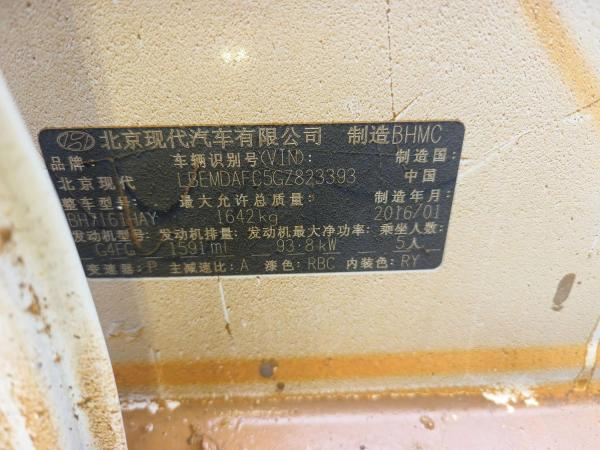 北京现代汽车有限公司 制造BHMC
品牌: 车辆识别号(VIN): 制造国:
北京现代 LBEMDAFC5GZ823393 中国
整车型号: 最大允许总质量: 制造年月:
BH7161HAY 1642kg 2016/01
发动机型号: 发动机排量: 发动机最大净功率: 乘坐人数:
G4FG 1591ml 93.8kW 5人
变速器: P 主减速比: A 漆色: RBC 内装色: RY